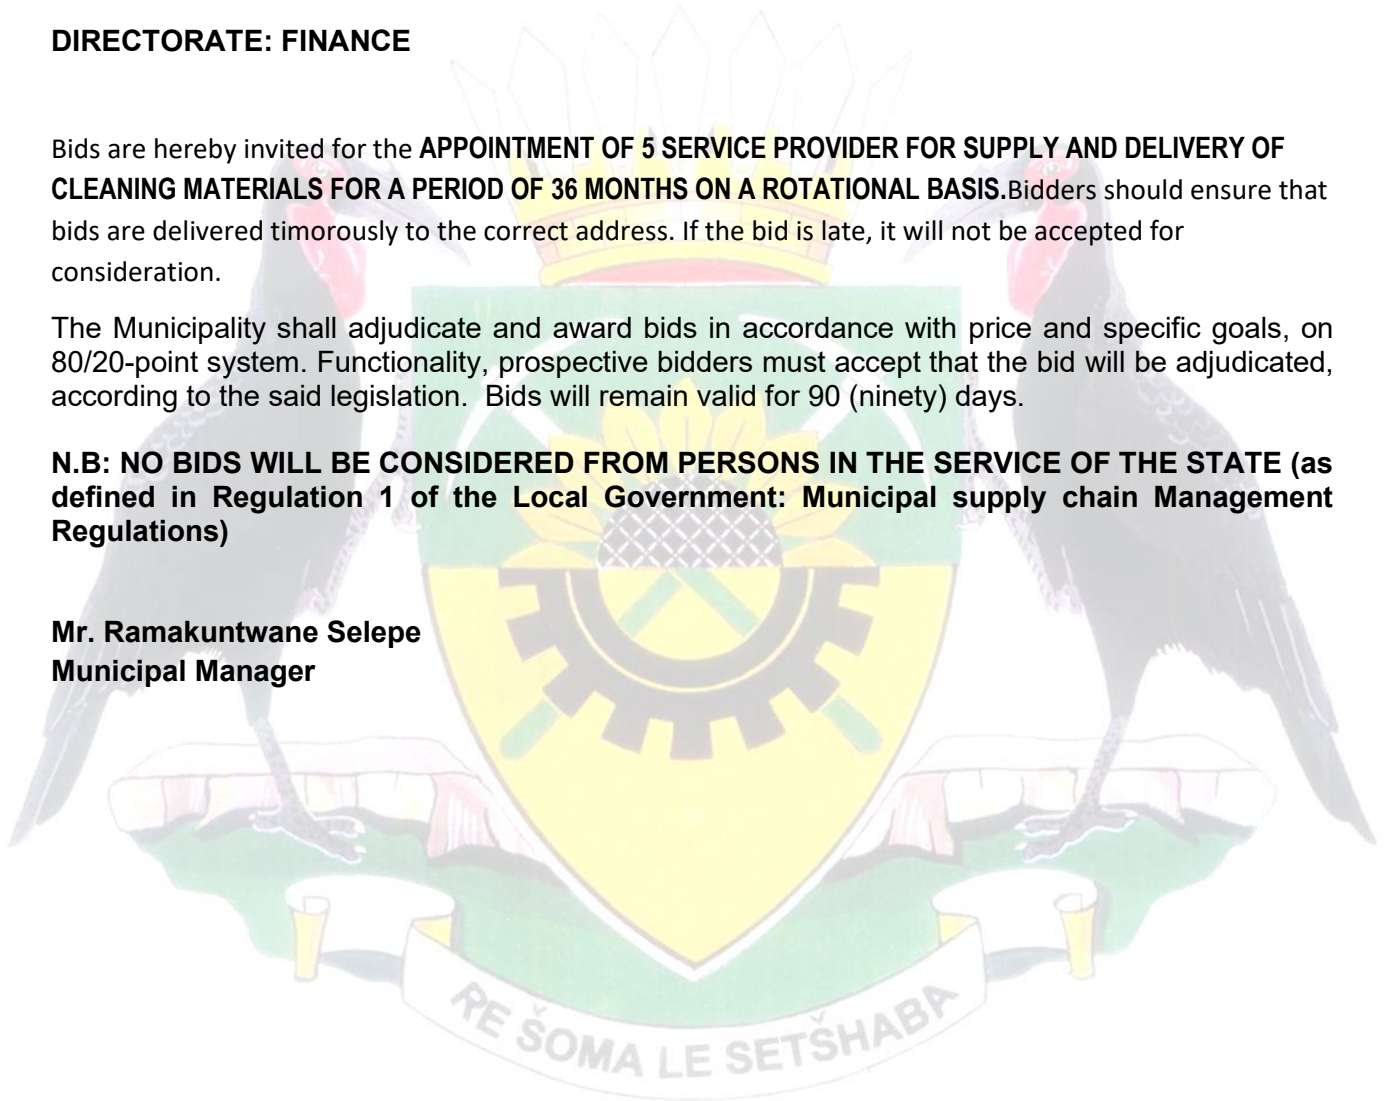 DIRECTORATE: FINANCE
Bids are hereby invited for the APPOINTMENT OF 5 SERVICE PROVIDER FOR SUPPLY AND DELIVERY OF
CLEANING MATERIALS FOR A PERIOD OF 36 MONTHS ON A ROTATIONAL BASIS.Bidders should ensure that
bids are delivered timorously to the correct address. If the bid is late, it will not be accepted for
consideration.
The Municipality shall adjudicate and award bids in accordance with price and specific goals, on
80/20-point system. Functionality, prospective bidders must accept that the bid will be adjudicated,
according to the said legislation.  Bids will remain valid for 90 (ninety) days.
N.B: NO BIDS WILL BE CONSIDERED FROM PERSONS IN THE SERVICE OF THE STATE (as
defined in Regulation 1 of the Local Government: Municipal supply chain Management
Regulations)
Mr. Ramakuntwane Selepe
Municipal Manager
RE ŠOMA LE SETŠHABA